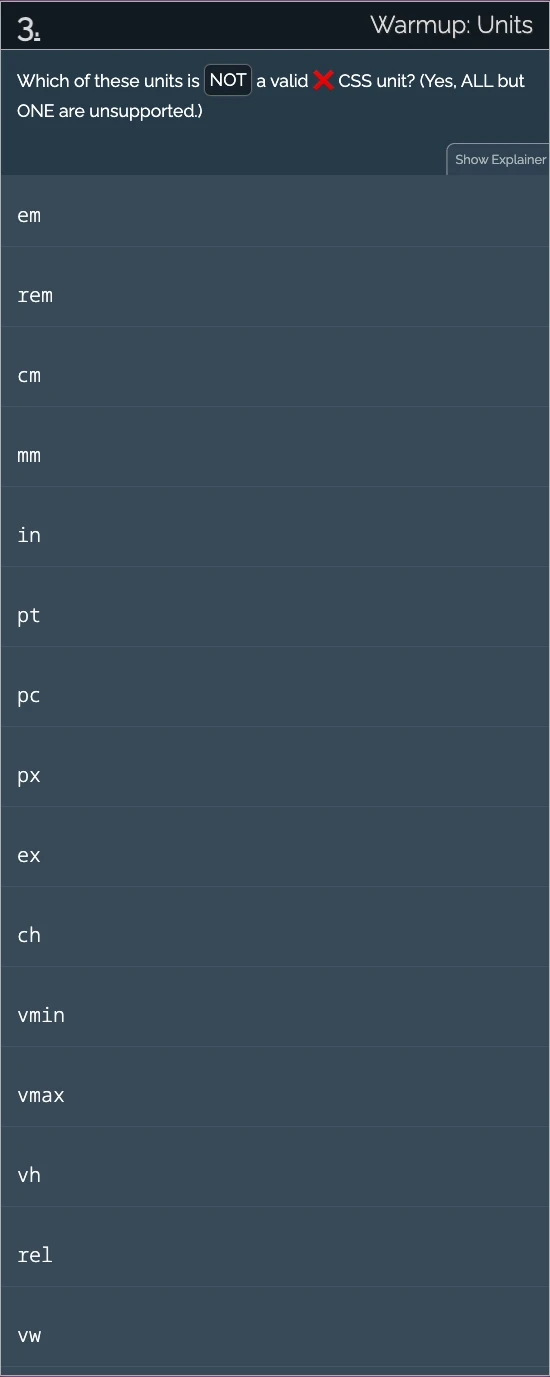 3.
Warmup: Units
Which of these units is NOT a valid ❌ CSS unit? (Yes, ALL but
ONE are unsupported.)
Show Explainer
em
rem
cm
mm
in
pt
pc
px
ex
ch
vmin
vmax
vh
rel
vw